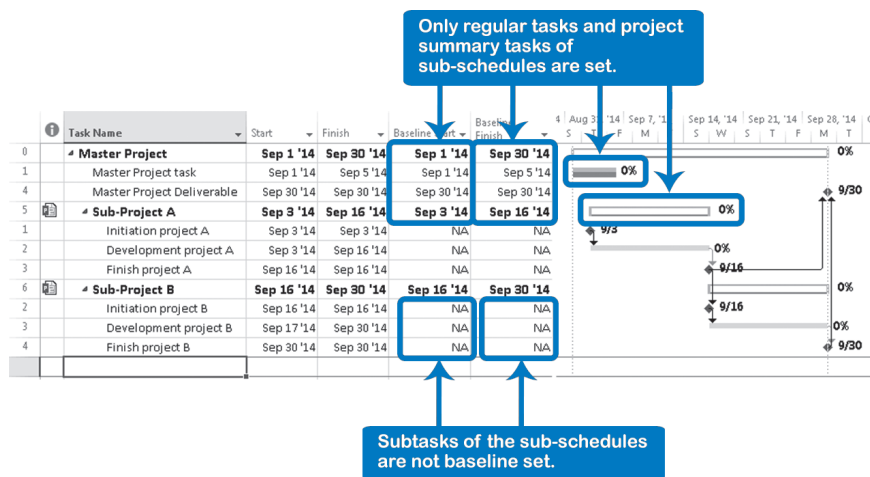 Only regular tasks and project
summary tasks of
sub-schedules are set.
Task Name Start Finish Baseline Start Baseline Finish 4 Aug 31, '14 Sep 7, '1 Sep 14, '14 Sep 21, '14 Sep 28, '14
S T F M S W S T F M T
0 Master Project Sep 1 '14 Sep 30 '14 Sep 1 '14 Sep 30 '14 0%
1 Master Project task Sep 1 '14 Sep 5 '14 Sep 1 '14 Sep 5 '14 0%
4 Master Project Deliverable Sep 30 '14 Sep 30 '14 Sep 30 '14 Sep 30 '14 9/30
5 Sub-Project A Sep 3 '14 Sep 16 '14 Sep 3 '14 Sep 16 '14 0%
1 Initiation project A Sep 3 '14 Sep 3 '14 NA NA 9/3
2 Development project A Sep 3 '14 Sep 16 '14 NA NA 0%
3 Finish project A Sep 16 '14 Sep 16 '14 NA NA 9/16
6 Sub-Project B Sep 16 '14 Sep 30 '14 Sep 16 '14 Sep 30 '14 0%
2 Initiation project B Sep 16 '14 Sep 16 '14 NA NA 9/16
3 Development project B Sep 17 '14 Sep 30 '14 NA NA 0%
4 Finish project B Sep 30 '14 Sep 30 '14 NA NA 9/30
Subtasks of the sub-schedules
are not baseline set.